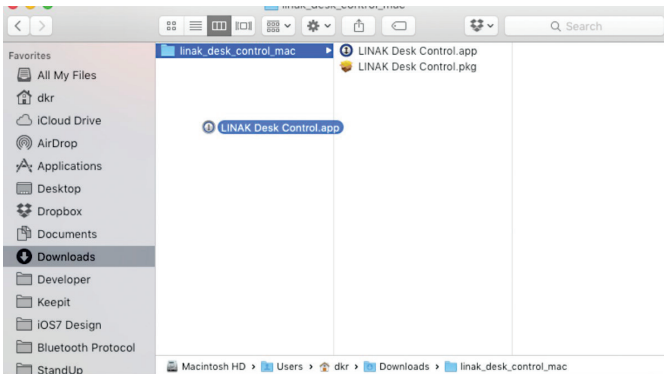 linak_desk_control_mac
Search
Favorites
All My Files
dkr
iCloud Drive
AirDrop
Applications
Desktop
Dropbox
Documents
Downloads
Developer
Keepit
iOS7 Design
Bluetooth Protocol
StandUp
linak_desk_control_mac
LINAK Desk Control.app
LINAK Desk Control.app
LINAK Desk Control.pkg
Macintosh HD › Users › dkr › Downloads › linak_desk_control_mac